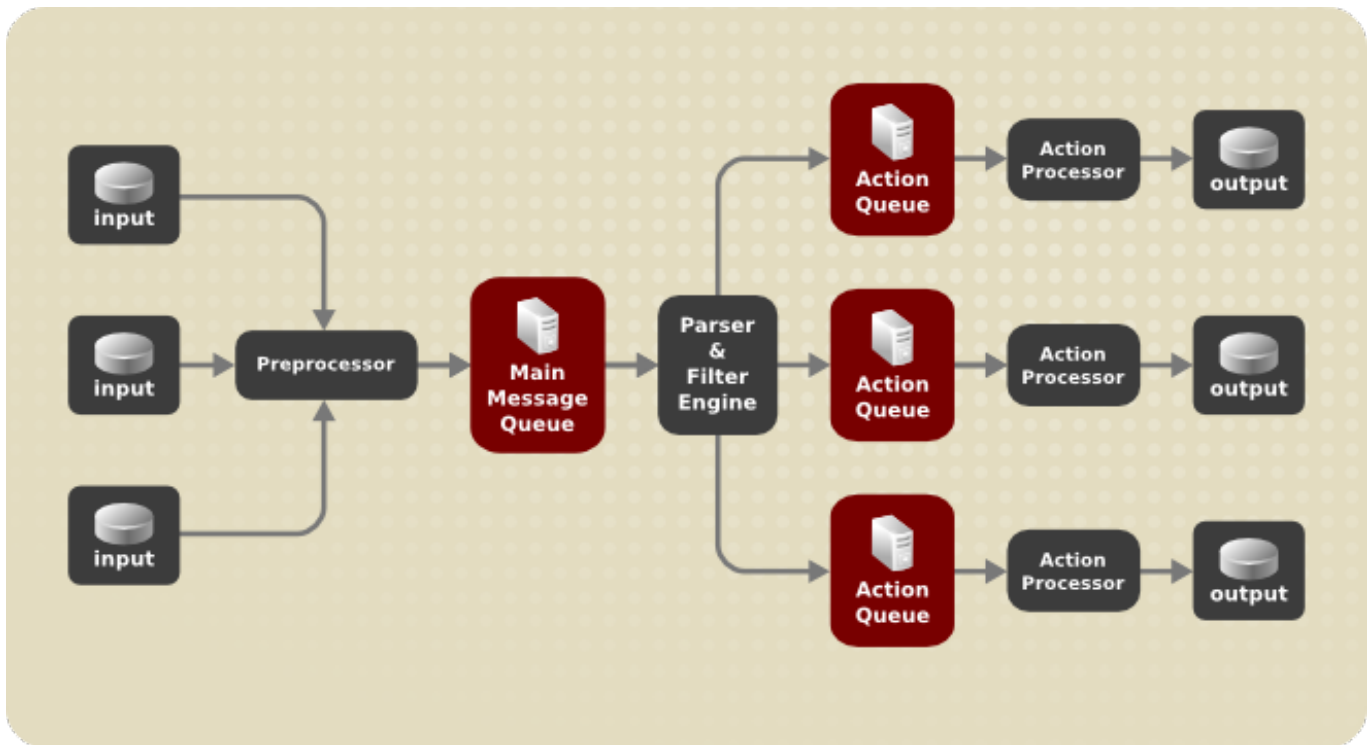 input
input
input
Preprocessor
Main
Message
Queue
Parser
&
Filter
Engine
Action
Queue
Action
Processor
output
Action
Queue
Action
Processor
output
Action
Queue
Action
Processor
output